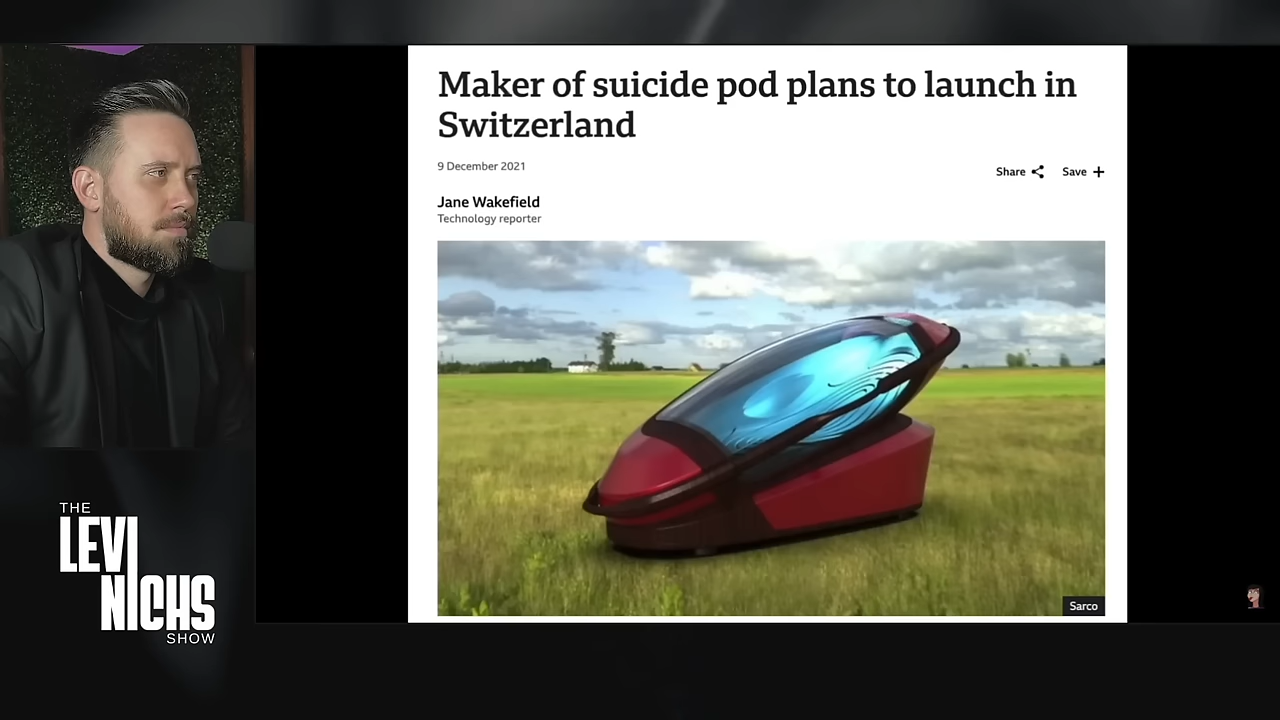 Maker of suicide pod plans to launch in
Switzerland
9 December 2021
Share
Save
Jane Wakefield
Technology reporter
Sarco
THE
LEVI
NICHS
SHOW